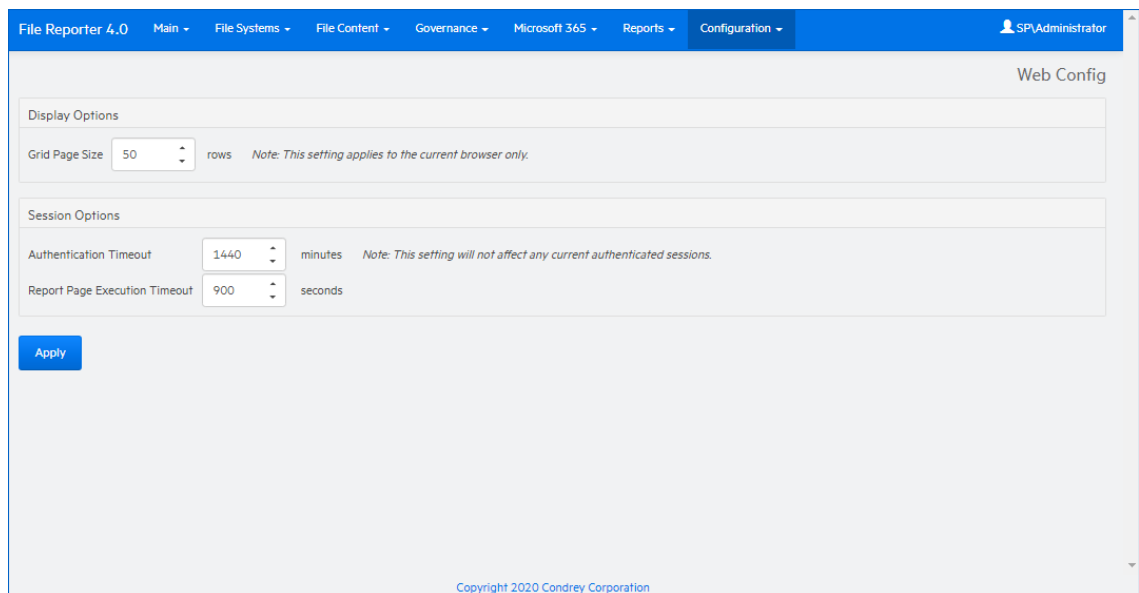 File Reporter 4.0 Main File Systems File Content Governance Microsoft 365 Reports Configuration SP\Administrator
Web Config
Display Options
Grid Page Size 50 rows Note: This setting applies to the current browser only.
Session Options
Authentication Timeout 1440 minutes Note: This setting will not affect any current authenticated sessions.
Report Page Execution Timeout 900 seconds
Apply
Copyright 2020 Condrey Corporation